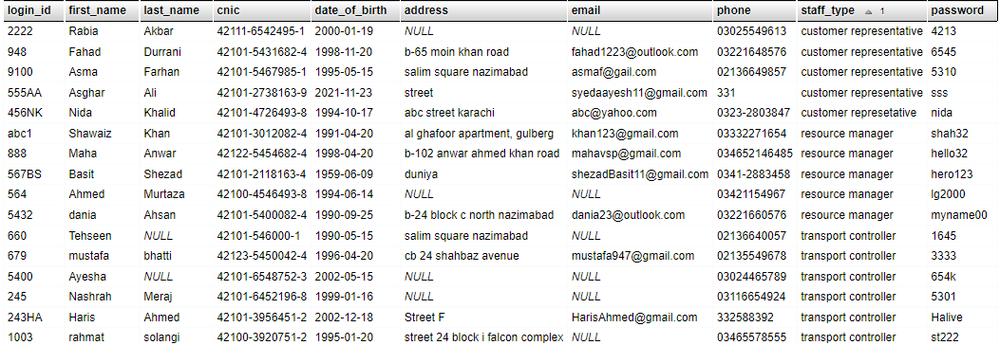 login_id first_name last_name cnic date_of_birth address email phone staff_type 1 password
2222 Rabia Akbar 42111-6542495-1 2000-01-19 NULL NULL 03025549613 customer representative 4213
948 Fahad Durrani 42101-5431682-4 1998-11-20 b-65 moin khan road fahad1223@outlook.com 03221648576 customer representative 6545
9100 Asma Farhan 42101-5467985-1 1995-05-15 salim square nazimabad asmaf@gail.com 02136649857 customer representative 5310
555AA Asghar Ali 42101-2738163-9 2021-11-23 street syedaayesh11@gmail.com 331 customer representative sss
456NK Nida Khalid 42101-4726493-8 1994-10-17 abc street karachi abc@yahoo.com 0323-2803847 customer represetative nida
abc1 Shawaiz Khan 42101-3012082-4 1991-04-20 al ghafoor apartment, gulberg khan123@gmail.com 03332271654 resource manager shah32
888 Maha Anwar 42122-5454682-4 1998-04-20 b-102 anwar ahmed khan road mahavsp@gmail.com 034652146485 resource manager hello32
567BS Basit Shezad 42101-2118163-4 1959-06-09 duniya shezadBasit11@gmail.com 0341-2883458 resource manager hero123
564 Ahmed Murtaza 42100-4546493-8 1994-06-14 NULL NULL 03421154967 resource manager lg2000
5432 dania Ahsan 42101-5400082-4 1990-09-25 b-24 block c north nazimabad dania23@outlook.com 03221660576 resource manager myname00
660 Tehseen NULL 42101-546000-1 1990-05-15 salim square nazimabad NULL 02136640057 transport controller 1645
679 mustafa bhatti 42123-5450042-4 1996-04-20 cb 24 shahbaz avenue mustafa947@gmail.com 02135549678 transport controller 3333
5400 Ayesha NULL 42101-6548752-3 2002-05-15 NULL NULL 03024465789 transport controller 654k
245 Nashrah Meraj 42101-6452196-8 1999-01-16 NULL NULL 03116654924 transport controller 5301
243HA Haris Ahmed 42101-3956451-2 2002-12-18 Street F HarisAhmed@gmail.com 332588392 transport controller Halive
1003 rahmat solangi 42100-3920751-2 1995-01-20 street 24 block i falcon complex NULL 03465578555 transport controller st222